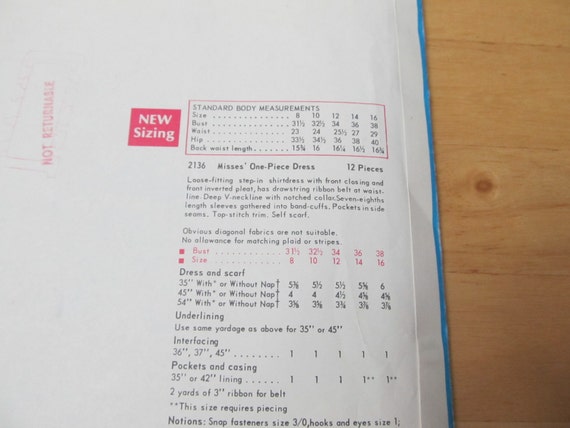 NOT RETURNABLE
NEW
Sizing
STANDARD BODY MEASUREMENTS
Size . . . . . . . . . . . . . . 8 10 12 14 16
Bust . . . . . . . . . . . . . . 31½ 32½ 34 36 38
Waist . . . . . . . . . . . . . 23 24 25½ 27 29
Hip . . . . . . . . . . . . . . . 33½ 34½ 36 38 40
Back waist length. . . . . 15¾ 16 16¼ 16½ 16¾
2136 Misses' One-Piece Dress 12 Pieces
Loose-fitting step-in shirtdress with front closing and
front inverted pleat, has drawstring ribbon belt at waist-
line. Deep V-neckline with notched collar. Seven-eighths
length sleeves gathered into band-cuffs. Pockets in side
seams. Top-stitch trim. Self scarf.
Obvious diagonal fabrics are not suitable.
No allowance for matching plaid or stripes.
■ Bust . . . . . . . . . . . . . 31½ 32½ 34 36 38
■ Size . . . . . . . . . . . . . 8 10 12 14 16
Dress and scarf
35" With* or Without Nap† 5⅜ 5½ 5½ 5⅝ 6
45" With* or Without Nap† 4 4 4½ 4⅝ 4⅝
54" With* or Without Nap† 3⅜ 3⅜ 3¾ 3¾ 3⅞
Underlining
Use same yardage as above for 35" or 45"
Interfacing
36", 37", 45" . . . . . . . . 1 1 1 1 1
Pockets and casing
35" or 42" lining . . . . . 1 1 1 1** 1**
2 yards of 3" ribbon for belt
**This size requires piecing
Notions: Snap fasteners size 3/0, hooks and eyes size 1;